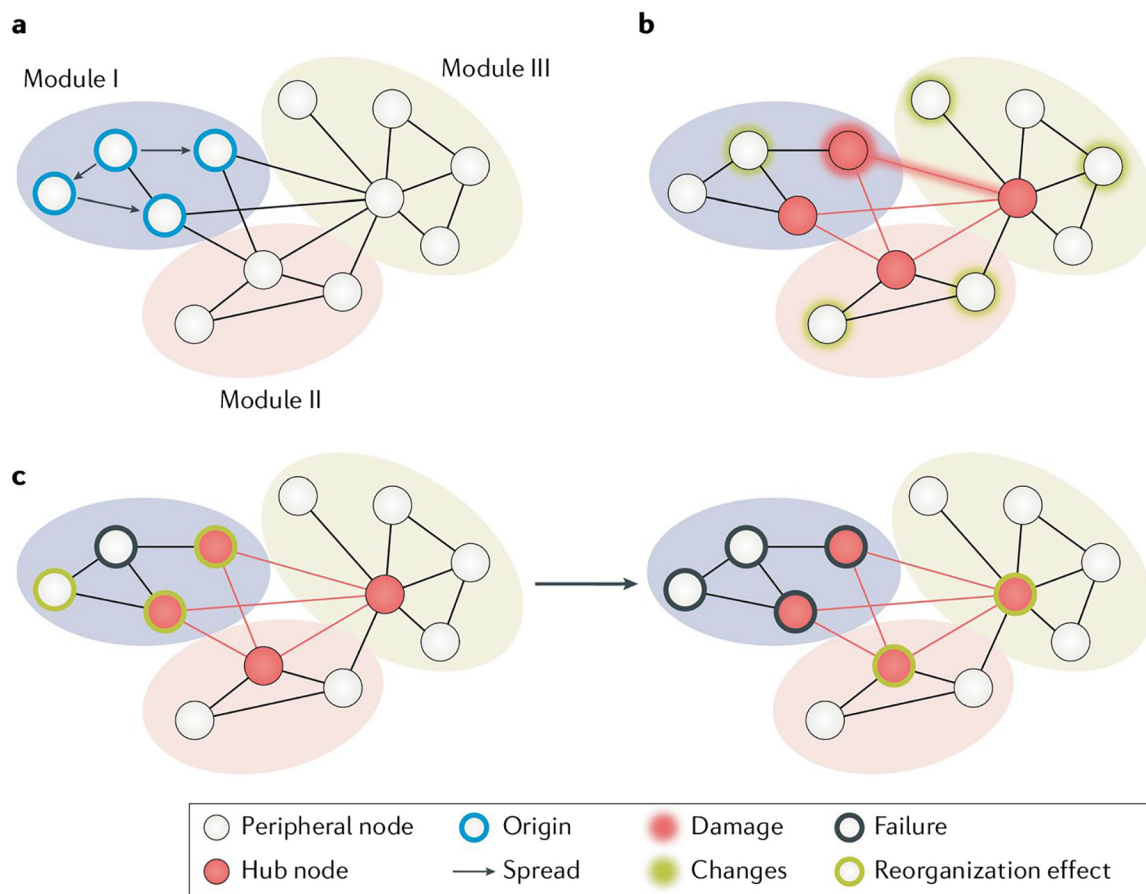 a
b
Module I
Module III
Module II
c
Peripheral node
Origin
Damage
Failure
Hub node
Spread
Changes
Reorganization effect